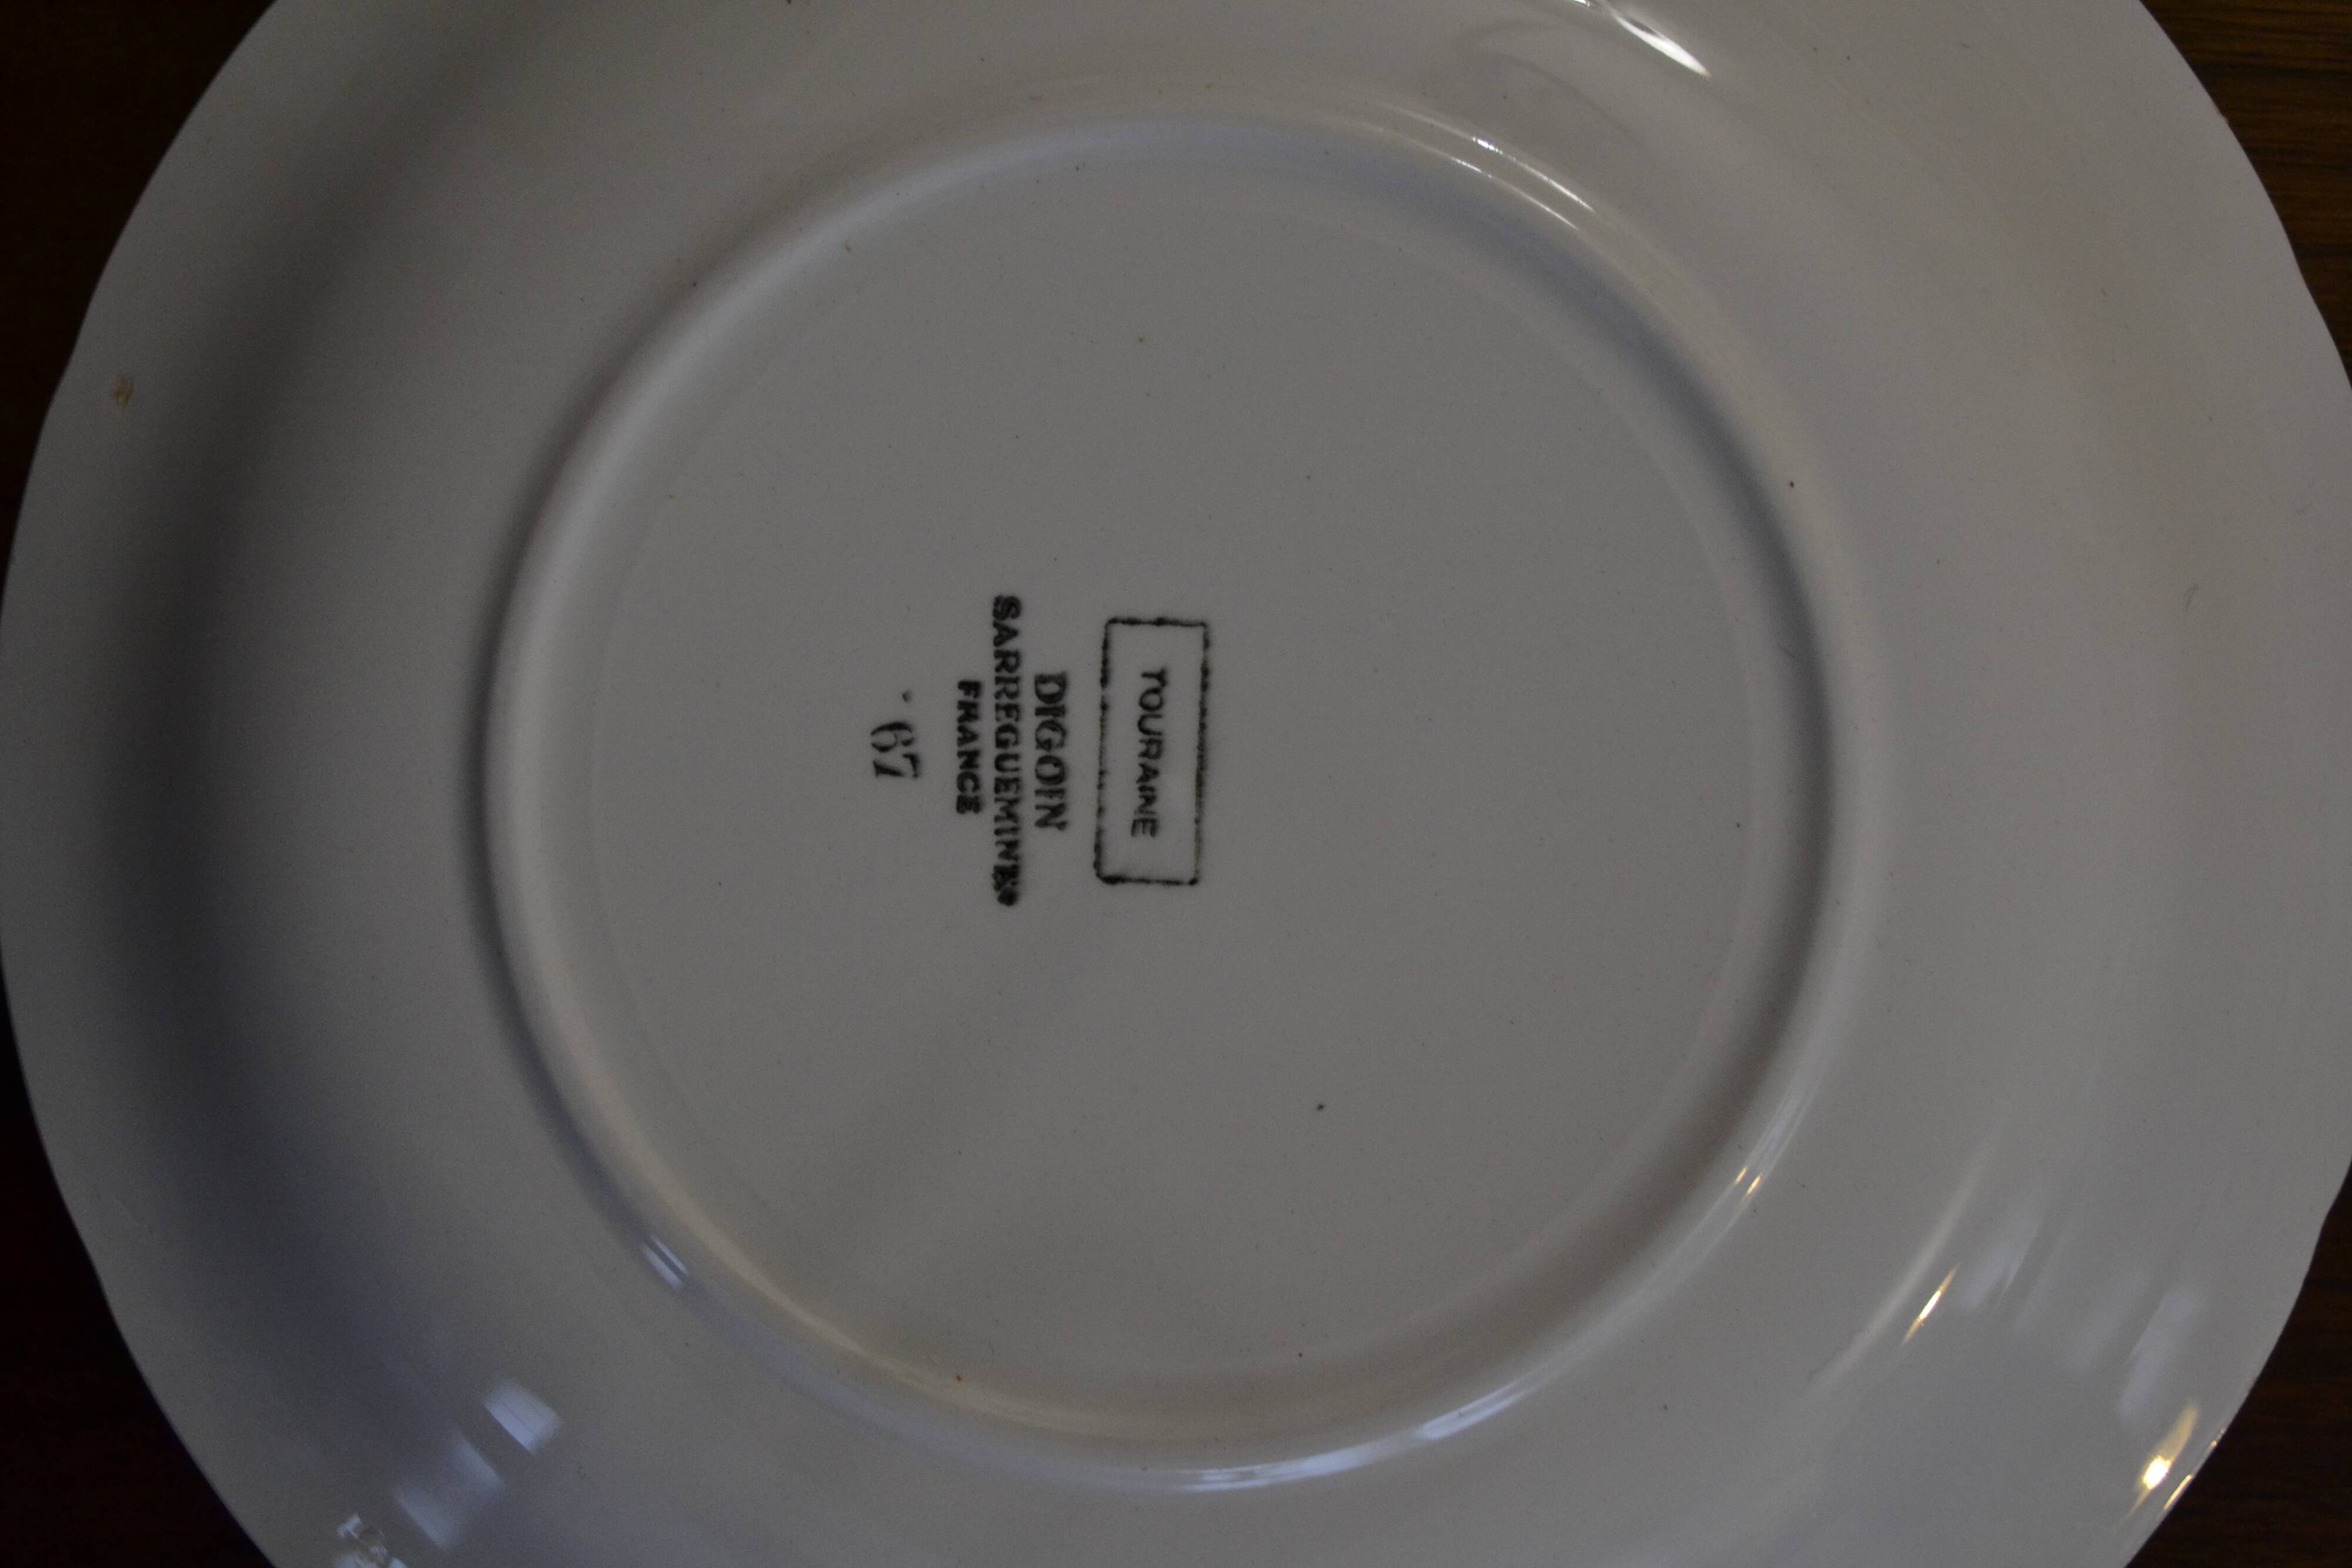 TOURAINE
DIGOIN
SARREGUEMINES
FRANCE
67